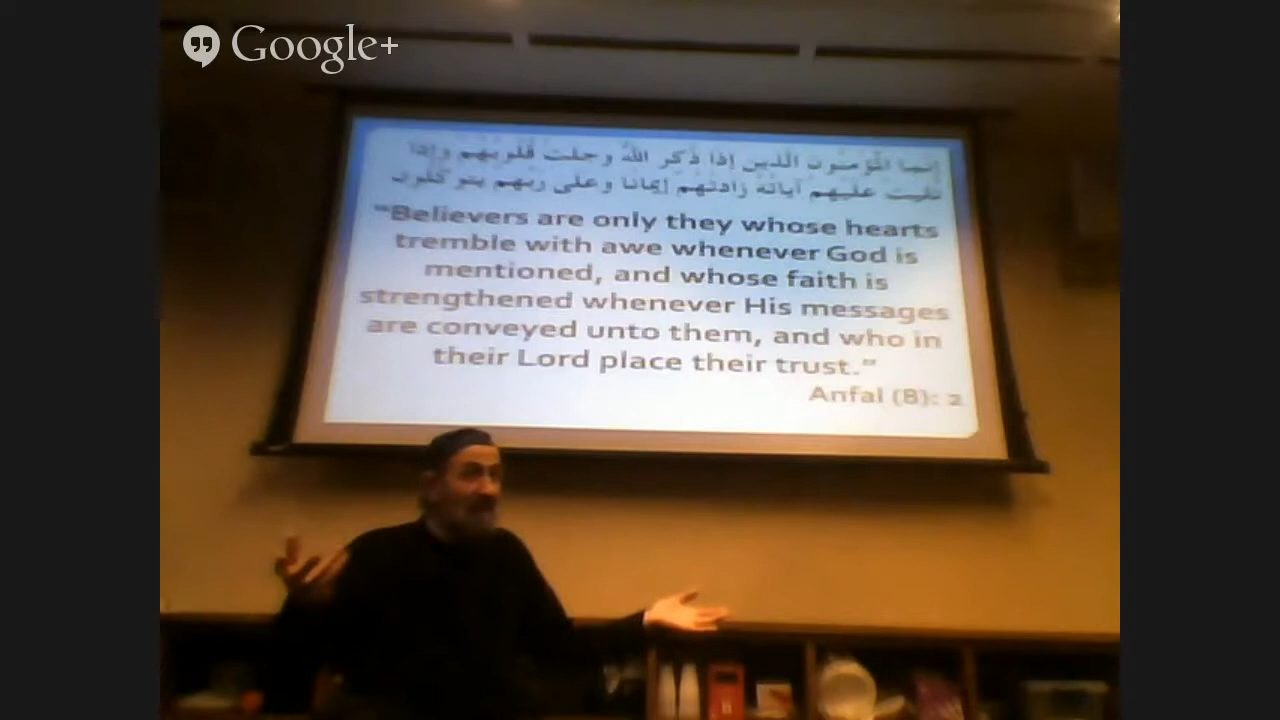 Google+
إنما المؤمنون الذين إذا ذكر الله وجلت قلوبهم وإذا
تليت عليهم آياته زادتهم إيمانا وعلى ربهم يتوكلون
"Believers are only they whose hearts
tremble with awe whenever God is
mentioned, and whose faith is
strengthened whenever His messages
are conveyed unto them, and who in
their Lord place their trust."
Anfal (8): 2